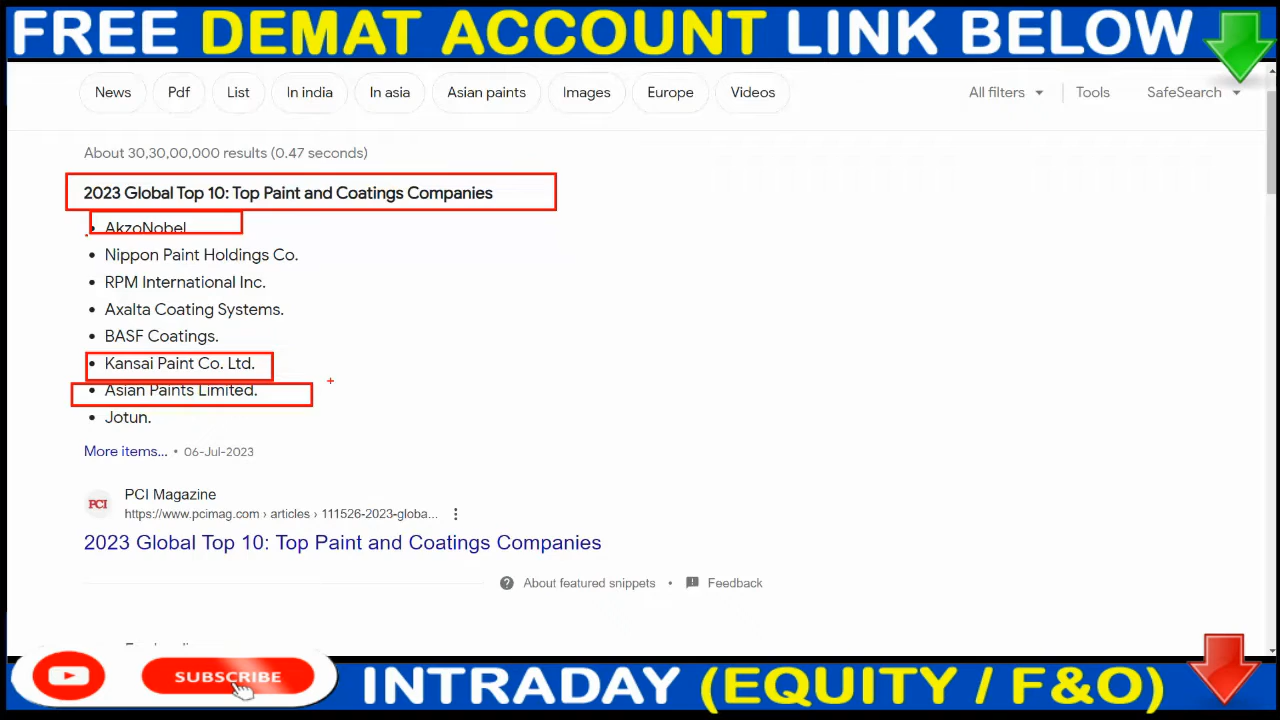 FREE DEMAT ACCOUNT LINK BELOW
News Pdf List In india In asia Asian paints Images Europe Videos All filters Tools SafeSearch
About 30,30,00,000 results (0.47 seconds)
2023 Global Top 10: Top Paint and Coatings Companies
• AkzoNobel
• Nippon Paint Holdings Co.
• RPM International Inc.
• Axalta Coating Systems.
• BASF Coatings.
• Kansai Paint Co. Ltd.
• Asian Paints Limited.
• Jotun.
More items... • 06-Jul-2023
PCI PCI Magazine
https://www.pcimag.com › articles › 111526-2023-globa...
2023 Global Top 10: Top Paint and Coatings Companies
About featured snippets • Feedback
SUBSCRIBE
INTRADAY (EQUITY / F&O)